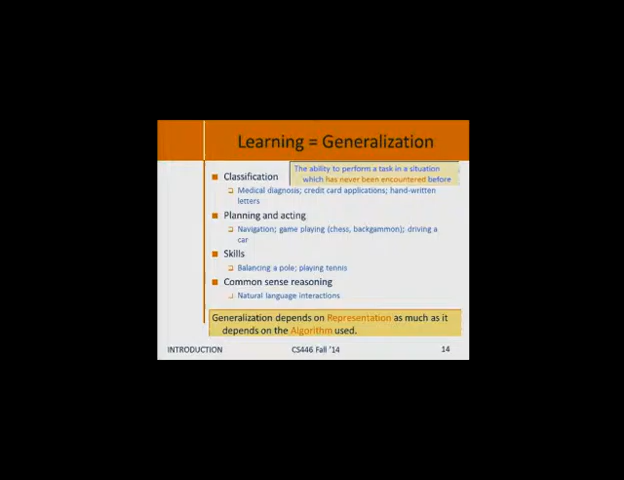 Learning = Generalization
The ability to perform a task in a situation
which has never been encountered before
Classification
Medical diagnosis; credit card applications; hand-written
letters
Planning and acting
Navigation; game playing (chess, backgammon); driving a
car
Skills
Balancing a pole; playing tennis
Common sense reasoning
Natural language interactions
Generalization depends on Representation as much as it
depends on the Algorithm used.
INTRODUCTION CS446 Fall '14 14